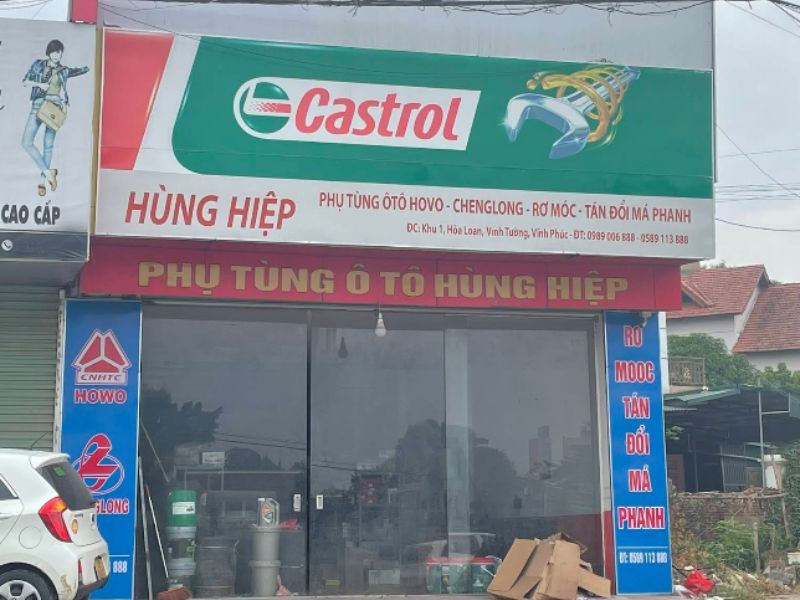 Castrol
CAO CẤP
HÙNG HIỆP
PHỤ TÙNG ÔTÔ HOVO - CHENGLONG - RƠ MÓC - TÁN ĐỔI MÁ PHANH
ĐC: Khu 1, Hòa Loan, Vĩnh Tường, Vĩnh Phúc - ĐT: 0989 006 888 - 0589 113 888
PHỤ TÙNG Ô TÔ HÙNG HIỆP
CNHTC
HOWO
GLONG
888
RƠ
MOOC
TÁN
ĐỔI
MÁ
PHANH
ĐT: 0589 113 888